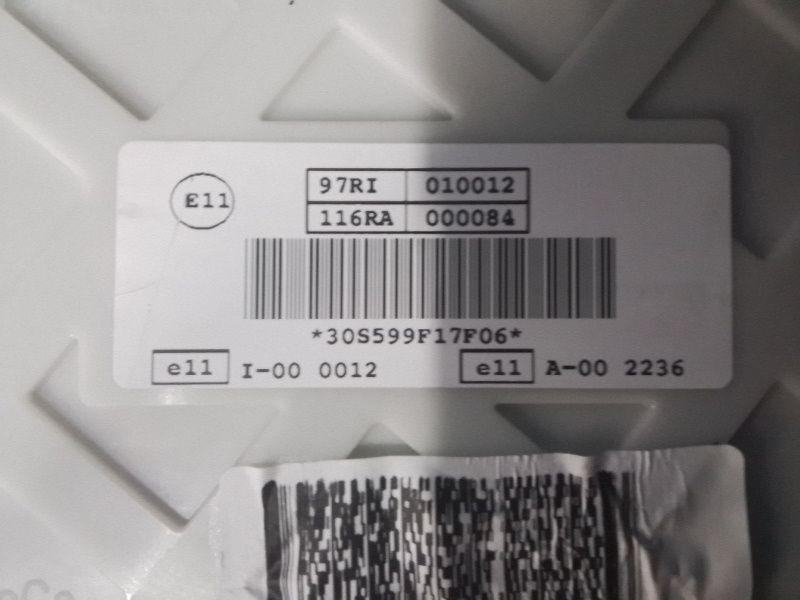 E11
97RI 010012
116RA 000084
*30S599F17F06*
e11 I-00 0012 e11 A-00 2236